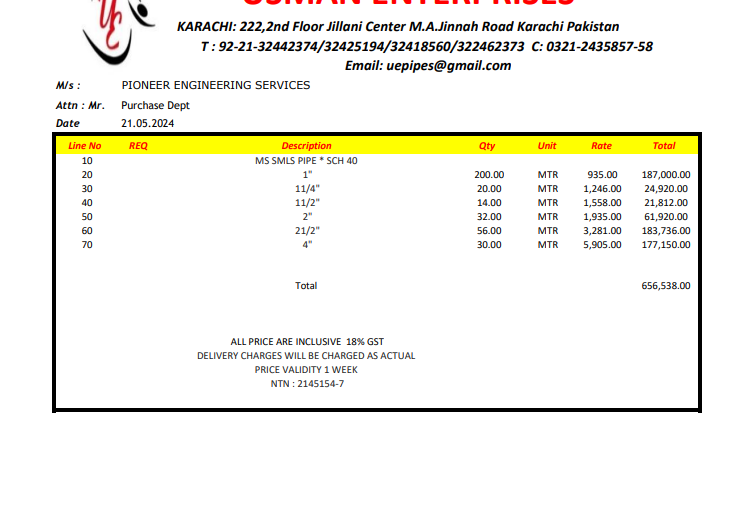 OSMAN ENTERPRISES
KARACHI: 222,2nd Floor Jillani Center M.A.Jinnah Road Karachi Pakistan
T : 92-21-32442374/32425194/32418560/322462373 C: 0321-2435857-58
Email: uepipes@gmail.com
M/s : PIONEER ENGINEERING SERVICES
Attn : Mr. Purchase Dept
Date 21.05.2024
Line No REQ Description Qty Unit Rate Total
10 MS SMLS PIPE * SCH 40
20 1" 200.00 MTR 935.00 187,000.00
30 11/4" 20.00 MTR 1,246.00 24,920.00
40 11/2" 14.00 MTR 1,558.00 21,812.00
50 2" 32.00 MTR 1,935.00 61,920.00
60 21/2" 56.00 MTR 3,281.00 183,736.00
70 4" 30.00 MTR 5,905.00 177,150.00
Total 656,538.00
ALL PRICE ARE INCLUSIVE 18% GST
DELIVERY CHARGES WILL BE CHARGED AS ACTUAL
PRICE VALIDITY 1 WEEK
NTN : 2145154-7